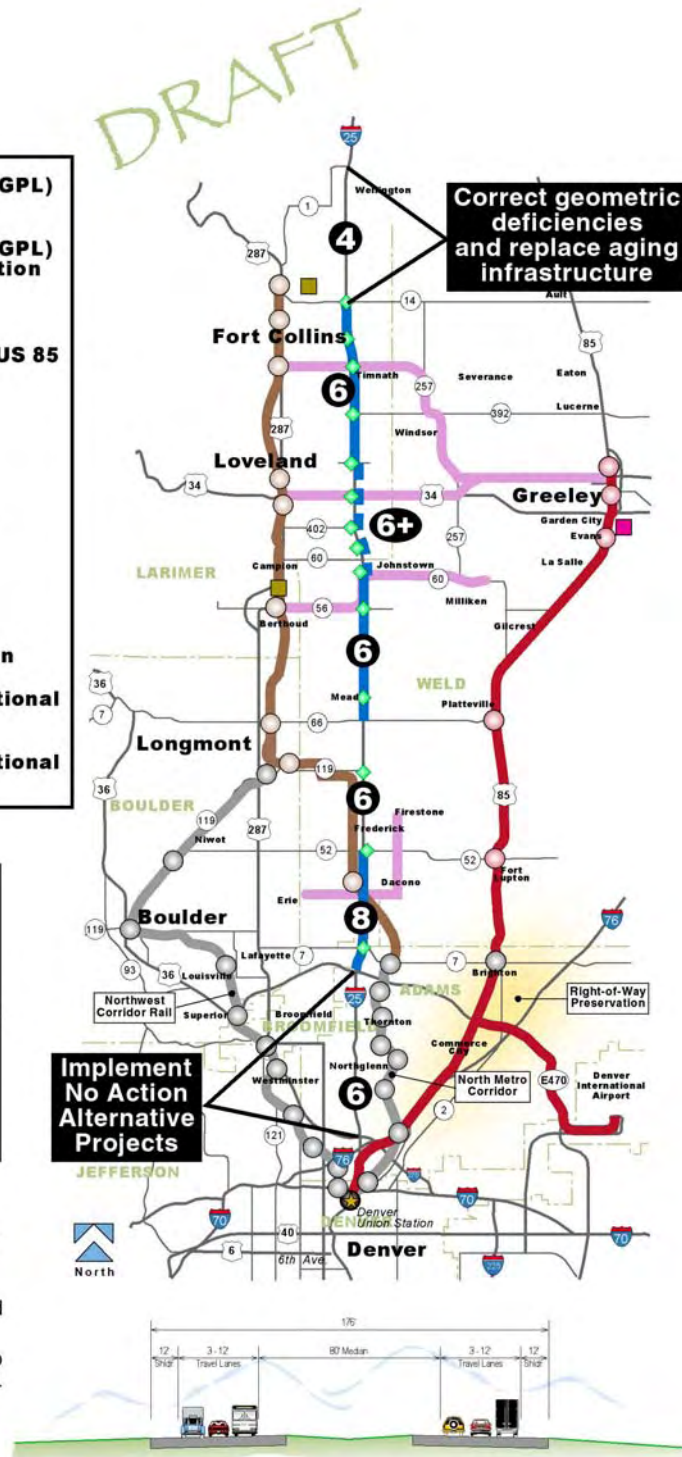 DRAFT
GPL)
GPL)
tion
US 85
n
tional
tional
25
Wellington
1
4
Correct geometric
deficiencies
and replace aging
infrastructure
287
14
Ault
85
Fort Collins
Timnath
257
Severance
Eaton
6
392
Lucerne
287
Windsor
Loveland
34
34
Greeley
402
6+
257
Garden City
Evans
60
La Salle
LARIMER
Campion
Johnstown
60
Milliken
56
Berthoud
Gilcrest
6
36
WELD
7
Mead
Platteville
66
Longmont
119
85
36
6
Firestone
BOULDER
119
287
Frederick
Niwot
52
52
Fort
Lupton
Dacono
Erie
76
Boulder
8
119
Lafayette
7
7
Brighton
93
36
Louisville
25
ADAMS
Right-of-Way
Preservation
Northwest
Corridor Rail
Superior
Broomfield
BROOMFIELD
Thornton
Commerce
City
Implement
No Action
Alternative
Projects
Northglenn
6
North Metro
Corridor
E470
Denver
International
Airport
Westminster
2
121
76
JEFFERSON
70
70
Denver
Union Station
40
6
6th Ave.
Denver
70
225
North
176'
12'
3 - 12
80' Median
3 - 12
12'
Shldr
Travel Lanes
Travel Lanes
Shldr